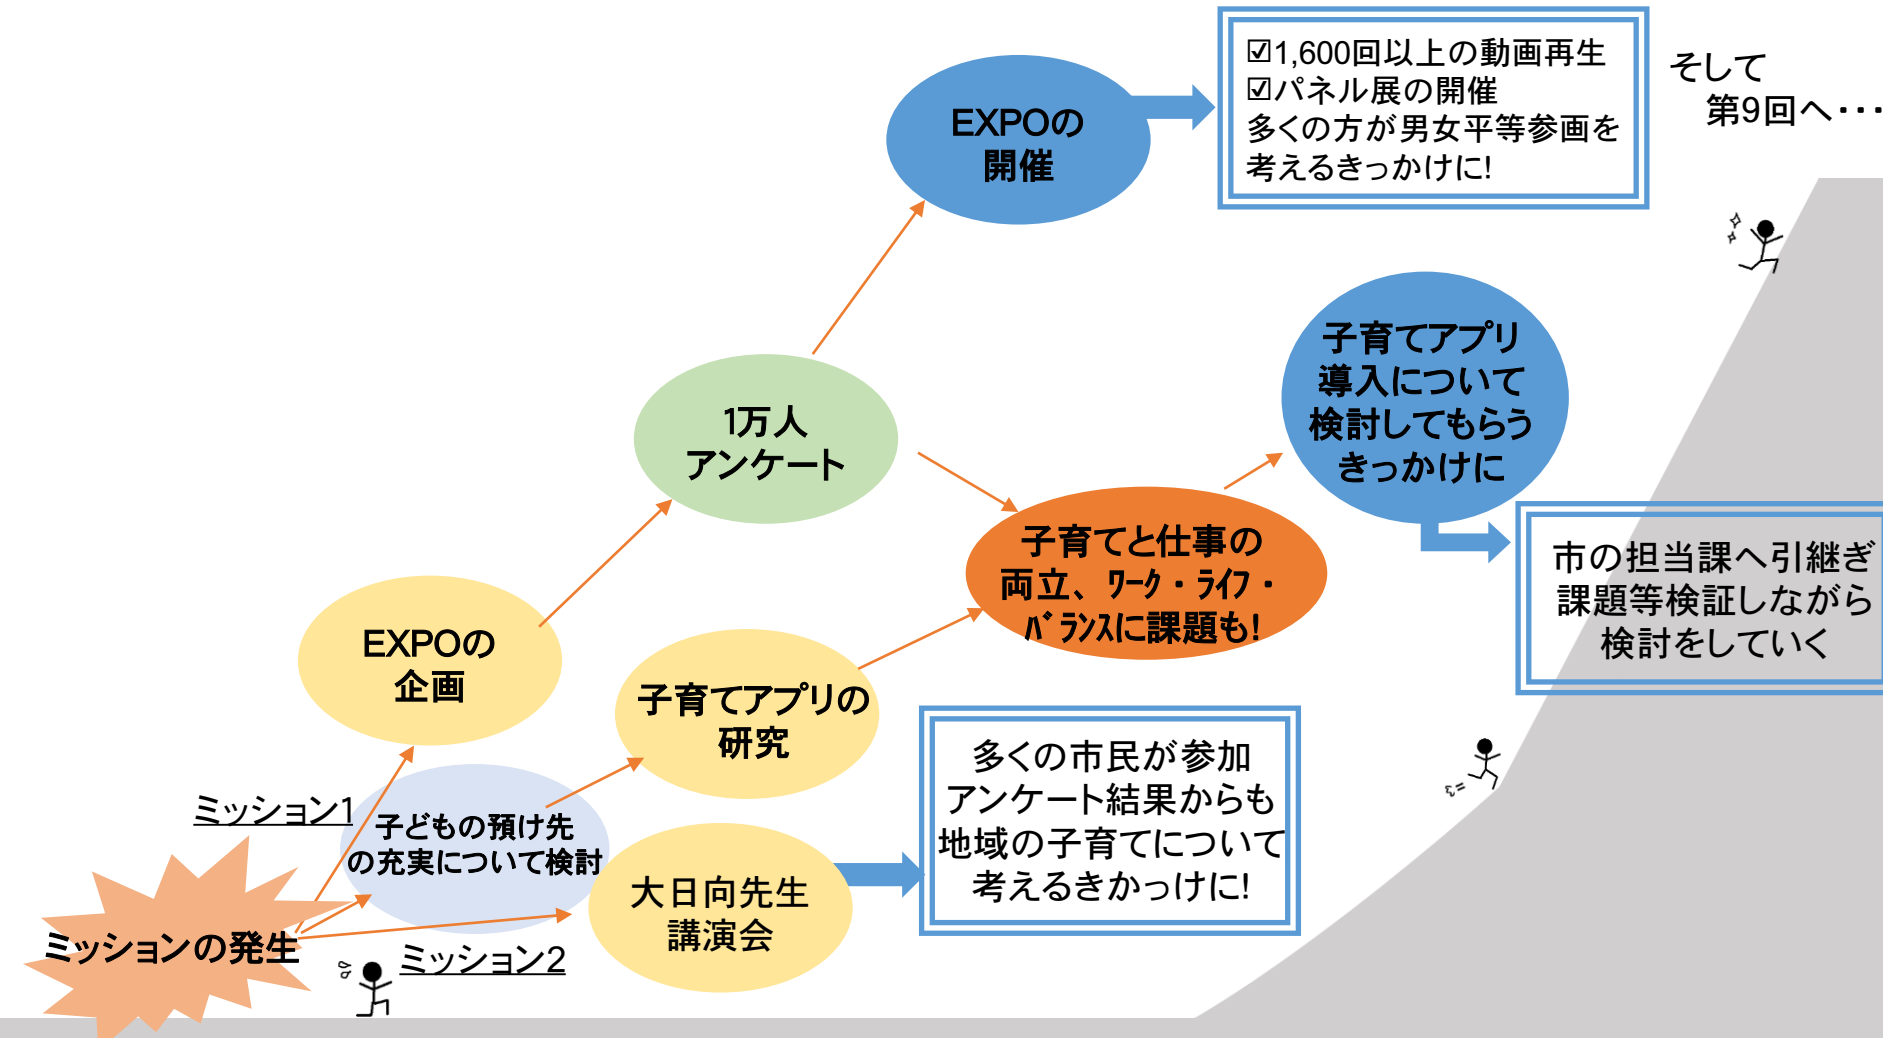 ☑1,600回以上の動画再生
☑パネル展の開催
多くの方が男女平等参画を
考えるきっかけに!
そして
第9回へ・・・
EXPOの
開催
子育てアプリ
導入について
検討してもらう
きっかけに
1万人
アンケート
子育てと仕事の
両立、ワーク・ライフ・
バランスに課題も!
市の担当課へ引継ぎ
課題等検証しながら
検討をしていく
EXPOの
企画
子育てアプリの
研究
多くの市民が参加
アンケート結果からも
地域の子育てについて
考えるきかっけに!
ミッション1
子どもの預け先
の充実について検討
大日向先生
講演会
ミッションの発生
ミッション2